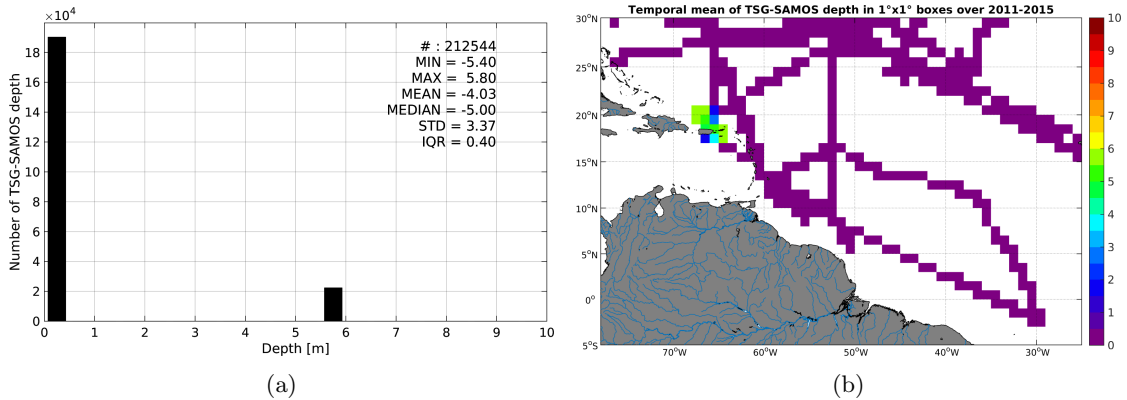 ×10⁴
18
16
14
12
10
8
6
4
2
0
Number of TSG-SAMOS depth
# : 212544
MIN = -5.40
MAX = 5.80
MEAN = -4.03
MEDIAN = -5.00
STD = 3.37
IQR = 0.40
0 1 2 3 4 5 6 7 8 9 10
Depth [m]
(a)
Temporal mean of TSG-SAMOS depth in 1°x1° boxes over 2011-2015
30°N
25°N
20°N
15°N
10°N
5°N
0°
5°S
70°W 60°W 50°W 40°W 30°W
10
9
8
7
6
5
4
3
2
1
0
(b)